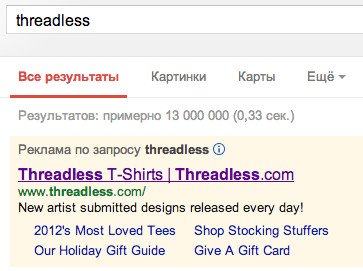 threadless
Все результаты Картинки Карты Ещё
Результатов: примерно 13 000 000 (0,33 сек.)
Реклама по запросу threadless
Threadless T-Shirts | Threadless.com
www.threadless.com/
New artist submitted designs released every day!
2012's Most Loved Tees Shop Stocking Stuffers
Our Holiday Gift Guide Give A Gift Card